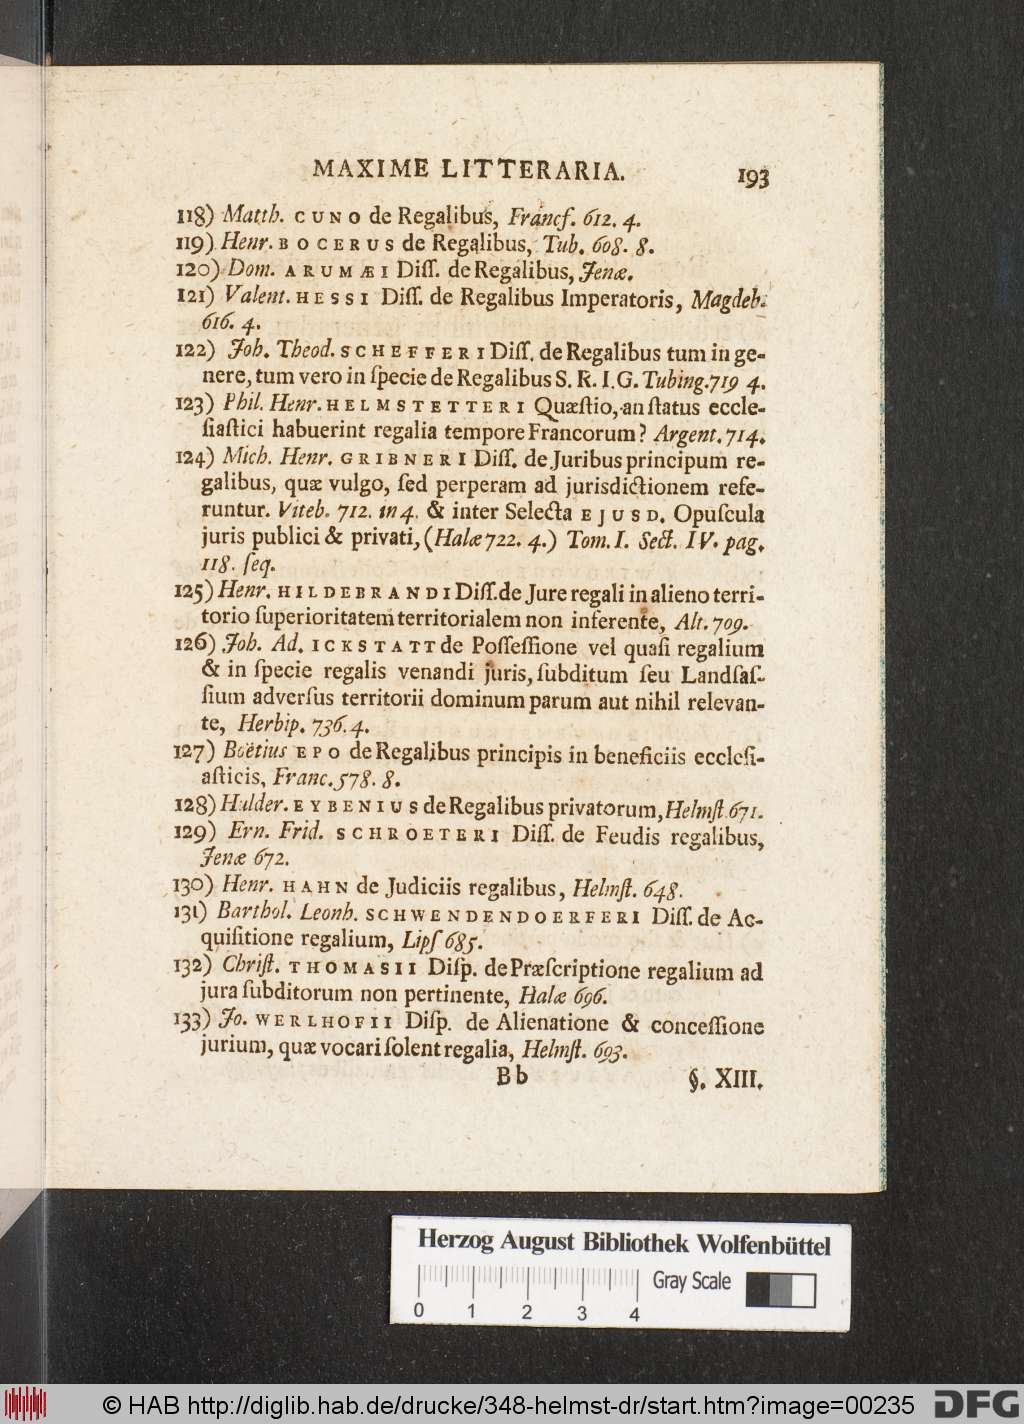 MAXIME LITTERARIA. 193
118) Matth. CUNO de Regalibus, Francf. 612. 4.
119) Henr. BOCERUS de Regalibus, Tub. 608. 8.
120) Dom. ARUMÆI Diſſ. de Regalibus, Jenæ.
121) Valent. HESSI Diſſ. de Regalibus Imperatoris, Magdeb.
616. 4.
122) Joh. Theod. SCHEFFERI Diſſ. de Regalibus tum in ge-
nere, tum vero in ſpecie de Regalibus S. R. I. G. Tubing. 719 4.
123) Phil. Henr. HELMSTETTERI Quæſtio, an ſtatus eccle-
ſiaſtici habuerint regalia tempore Francorum? Argent. 714.
124) Mich. Henr. GRIBNERI Diſſ. de Juribus principum re-
galibus, quæ vulgo, ſed perperam ad jurisdictionem refe-
runtur. Viteb. 712. in 4. & inter Selecta EJUSD. Opuſcula
juris publici & privati, (Halæ 722. 4.) Tom. I. Sect. IV. pag.
118. ſeq.
125) Henr. HILDEBRANDI Diſſ. de Jure regali in alieno terri-
torio ſuperioritatem territorialem non inferente, Alt. 709.
126) Joh. Ad. ICKSTATT de Poſſeſſione vel quaſi regalium
& in ſpecie regalis venandi juris, ſubditum ſeu Landſaſ-
ſium adverſus territorii dominum parum aut nihil relevan-
te, Herbip. 736. 4.
127) Boëtius EPO de Regalibus principis in beneficiis eccleſi-
aſticis, Franc. 578. 8.
128) Hulder. EYBENIUS de Regalibus privatorum, Helmſt. 671.
129) Ern. Frid. SCHROETERI Diſſ. de Feudis regalibus,
Jenæ 672.
130) Henr. HAHN de Judiciis regalibus, Helmſt. 648.
131) Barthol. Leonh. SCHWENDENDOERFERI Diſſ. de Ac-
quiſitione regalium, Lipſ 685.
132) Chriſt. THOMASII Diſp. de Præſcriptione regalium ad
jura ſubditorum non pertinente, Halæ 696.
133) Jo. WERLHOFII Diſp. de Alienatione & conceſſione
jurium, quæ vocari ſolent regalia, Helmſt. 693.
Bb §. XIII.
Herzog August Bibliothek Wolfenbüttel
Gray Scale
0 1 2 3 4
© HAB http://diglib.hab.de/drucke/348-helmst-dr/start.htm?image=00235 DFG